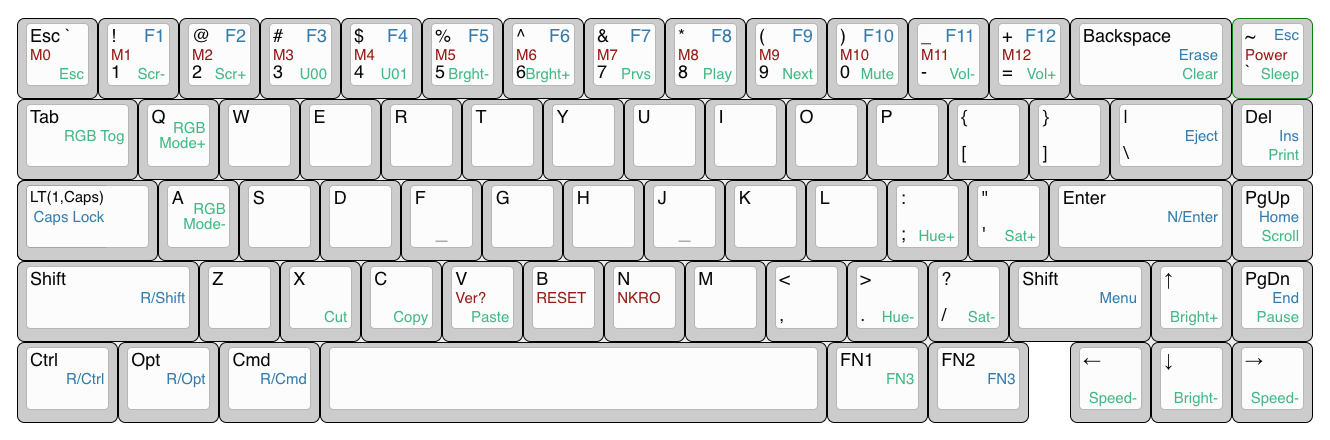 Esc ` M0 Esc
! F1 M1 1 Scr-
@ F2 M2 2 Scr+
# F3 M3 3 U00
$ F4 M4 4 U01
% F5 M5 5 Brght-
^ F6 M6 6 Brght+
& F7 M7 7 Prvs
* F8 M8 8 Play
( F9 M9 9 Next
) F10 M10 0 Mute
_ F11 M11 - Vol-
+ F12 M12 = Vol+
Backspace Erase Clear
~ Esc Power ` Sleep
Tab RGB Tog
Q RGB Mode+
W
E
R
T
Y
U
I
O
P
{ [
} ]
| Eject \
Del Ins Print
LT(1,Caps) Caps Lock
A RGB Mode-
S
D
F _
G
H
J _
K
L
: ; Hue+
" ' Sat+
Enter N/Enter
PgUp Home Scroll
Shift R/Shift
Z
X Cut
C Copy
V Ver? Paste
B RESET
N NKRO
M
< ,
> . Hue-
? / Sat-
Shift Menu
↑ Bright+
PgDn End Pause
Ctrl R/Ctrl
Opt R/Opt
Cmd R/Cmd
FN1 FN3
FN2 FN3
← Speed-
↓ Bright-
→ Speed-